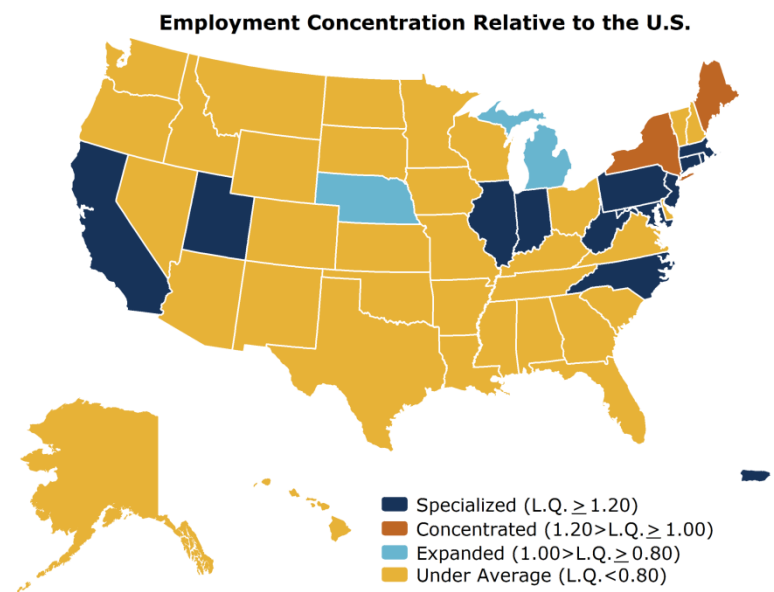 Employment Concentration Relative to the U.S.
Specialized (L.Q. ≥ 1.20)
Concentrated (1.20>L.Q.≥ 1.00)
Expanded (1.00>L.Q.≥ 0.80)
Under Average (L.Q.<0.80)